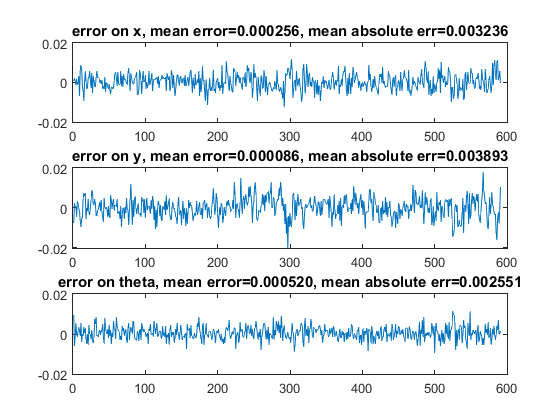 error on x, mean error=0.000256, mean absolute err=0.003236
0.02
0
-0.02
0 100 200 300 400 500 600
error on y, mean error=0.000086, mean absolute err=0.003893
0.02
0
-0.02
0 100 200 300 400 500 600
error on theta, mean error=0.000520, mean absolute err=0.002551
0.02
0
-0.02
0 100 200 300 400 500 600